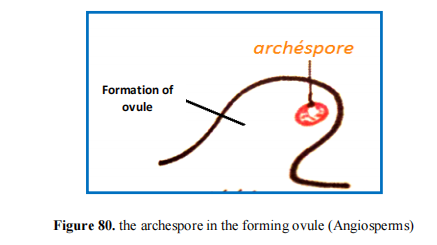 archéspore
Formation of
ovule
Figure 80. the archespore in the forming ovule (Angiosperms)